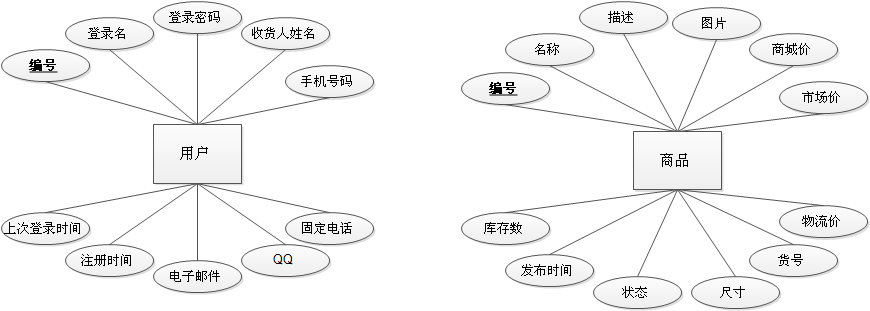 登录密码
登录名
收货人姓名
编号
手机号码
用户
上次登录时间
固定电话
注册时间
QQ
电子邮件
描述
图片
名称
商城价
编号
市场价
商品
库存数
物流价
发布时间
货号
状态
尺寸